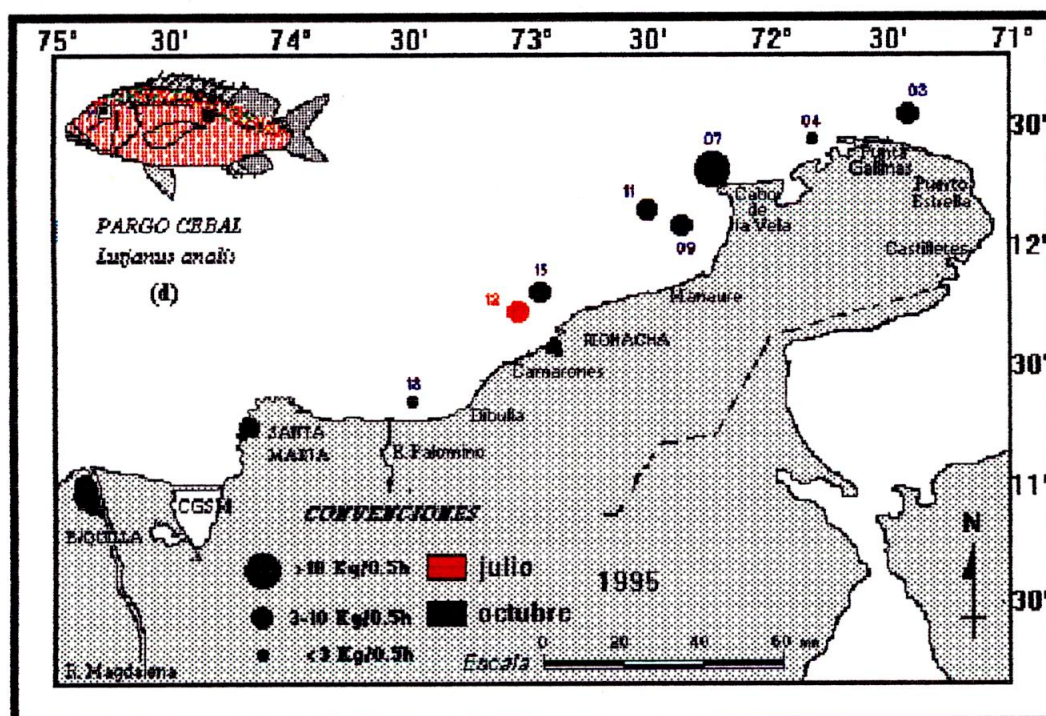 75° 30' 74° 30' 73° 30' 72° 30' 71°
PARGO CEBAL
Lutjanus analis
(d)
03
04
07
11
09
15
12
18
30'
12°
30'
11°
30'
Punta
Gallinas
Puerto
Estrella
Cabo
de
la Vela
Castilletes
Manaure
RIOHACHA
Camarones
Dibulla
R. Palomino
SANTA
MARTA
CGSM
B/QUILLA
R. Magdalena
CONVENCIONES
>10 Kg/0.5h julio
3-10 Kg/0.5h octubre
<3 Kg/0.5h
1995
N
0 20 40 60
Escala